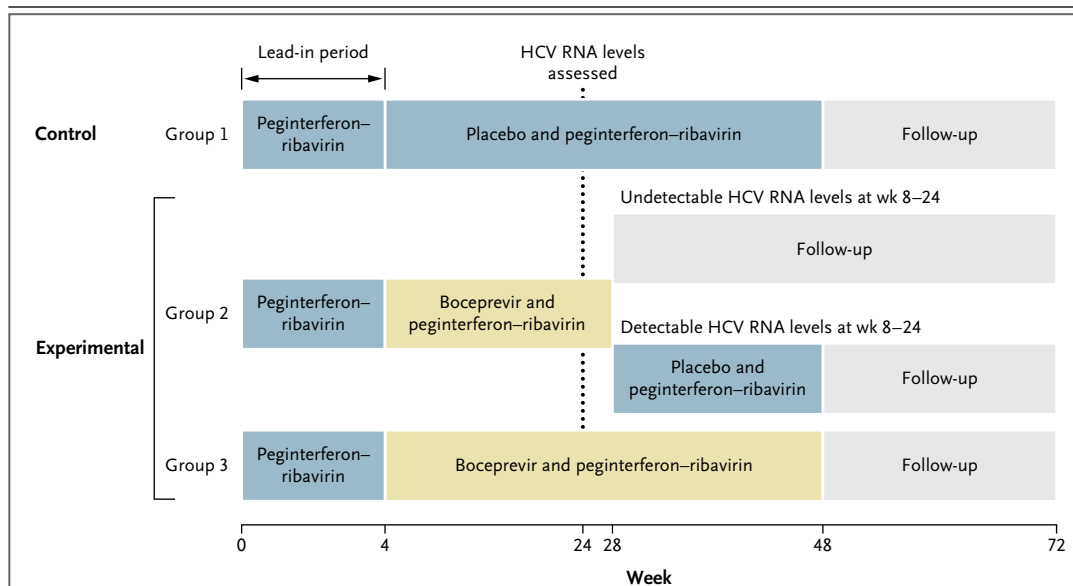 Lead-in period
HCV RNA levels
assessed
Control
Group 1
Peginterferon–
ribavirin
Placebo and peginterferon–ribavirin
Follow-up
Undetectable HCV RNA levels at wk 8–24
Follow-up
Experimental
Group 2
Peginterferon–
ribavirin
Boceprevir and
peginterferon–ribavirin
Detectable HCV RNA levels at wk 8–24
Placebo and
peginterferon–ribavirin
Follow-up
Group 3
Peginterferon–
ribavirin
Boceprevir and peginterferon–ribavirin
Follow-up
0 4 24 28 48 72
Week